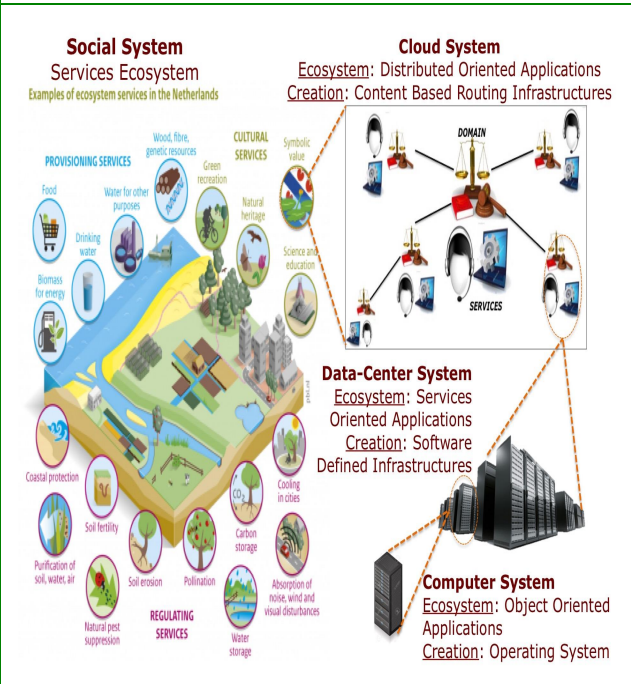 Social System
Services Ecosystem
Examples of ecosystem services in the Netherlands
PROVISIONING SERVICES
Wood, fibre,
genetic resources
CULTURAL
SERVICES
Symbolic
value
Food
Water for other
purposes
Green
recreation
Drinking
water
Natural
heritage
Biomass
for energy
Science and
education
Coastal protection
Soil fertility
CO2
Cooling
in cities
Purification of
soil, water, air
Soil erosion
Pollination
Carbon
storage
Absorption of
noise, wind and
visual disturbances
Natural pest
suppression
REGULATING
SERVICES
Water
storage
Cloud System
Ecosystem: Distributed Oriented Applications
Creation: Content Based Routing Infrastructures
DOMAIN
SERVICES
Data-Center System
Ecosystem: Services
Oriented Applications
Creation: Software
Defined Infrastructures
Computer System
Ecosystem: Object Oriented
Applications
Creation: Operating System